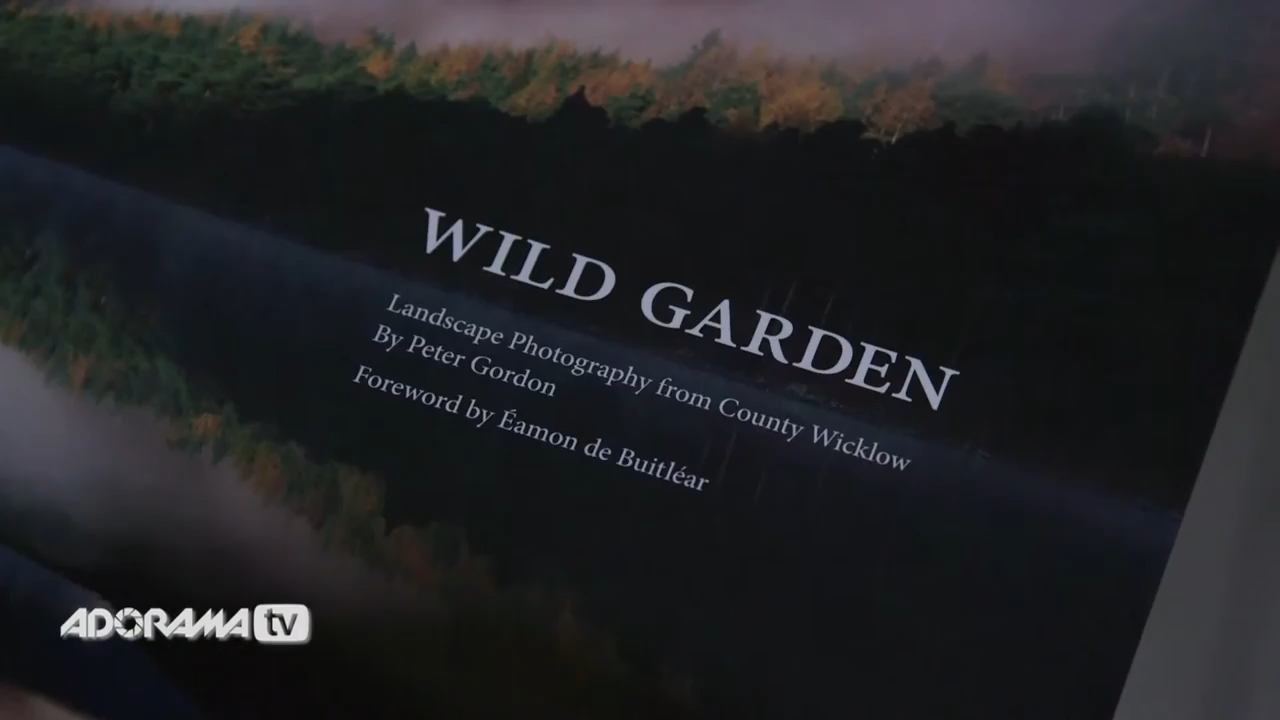 WILD GARDEN
Landscape Photography from County Wicklow
By Peter Gordon
Foreword by Éamon de Buitléar
ADORAMA tv